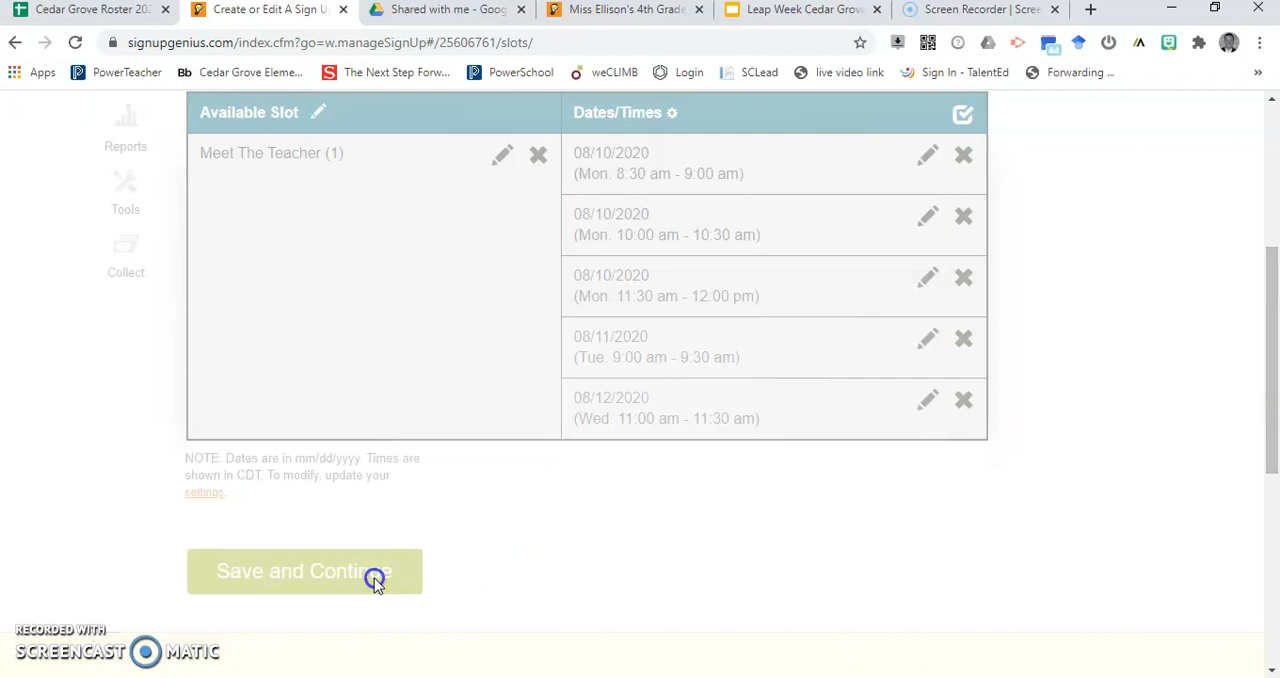 Cedar Grove Roster 202
Create or Edit A Sign U
Shared with me - Goog
Miss Ellison's 4th Grade
Leap Week Cedar Grove
Screen Recorder | Scree
signupgenius.com/index.cfm?go=w.manageSignUp#/25606761/slots/
Apps
PowerTeacher
Bb Cedar Grove Eleme...
S The Next Step Forw...
PowerSchool
weCLIMB
Login
SCLead
live video link
Sign In - TalentEd
Forwarding ...
»
Reports
Tools
Collect
Available Slot
Dates/Times
Meet The Teacher (1)
08/10/2020
(Mon. 8:30 am - 9:00 am)
08/10/2020
(Mon. 10:00 am - 10:30 am)
08/10/2020
(Mon. 11:30 am - 12:00 pm)
08/11/2020
(Tue. 9:00 am - 9:30 am)
08/12/2020
(Wed. 11:00 am - 11:30 am)
NOTE: Dates are in mm/dd/yyyy. Times are
shown in CDT. To modify, update your
settings.
Save and Continue
RECORDED WITH
SCREENCAST MATIC